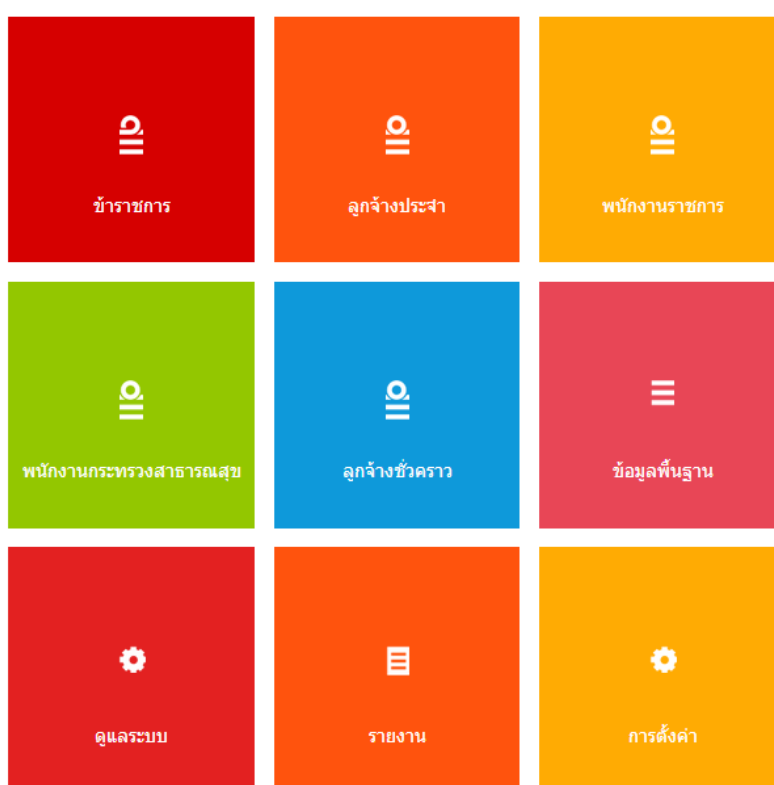 ข้าราชการ
ลูกจ้างประจำ
พนักงานราชการ
พนักงานกระทรวงสาธารณสุข
ลูกจ้างชั่วคราว
ข้อมูลพื้นฐาน
ดูแลระบบ
รายงาน
การตั้งค่า